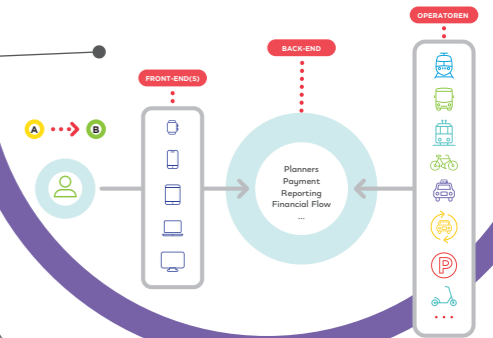 OPERATOREN
BACK-END
FRONT-END(S)
A
B
Planners
Payment
Reporting
Financial Flow
...
P
...